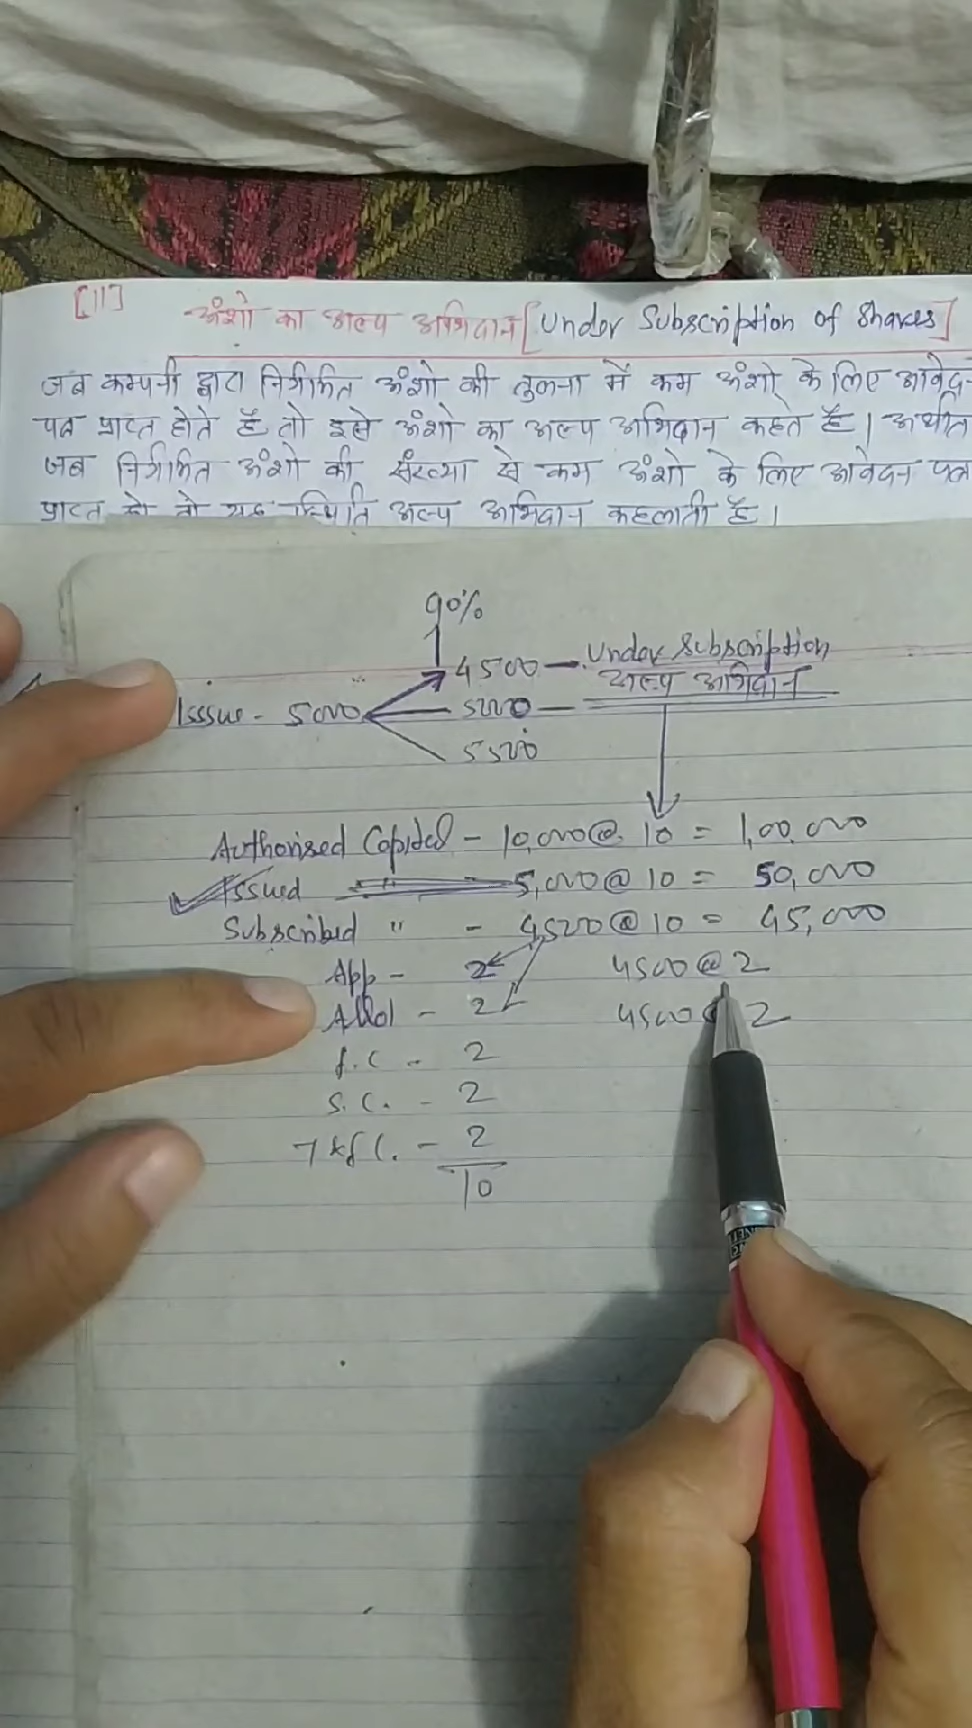 [11] अंशो का अल्प अभिदान [Under Subscription of Shares]
जब कम्पनी द्वारा निर्गमित अंशो की तुलना में कम अंशो के लिए आवेदन
पत्र प्राप्त होते हैं तो इसे अंशो का अल्प अभिदान कहते हैं। अर्थात
जब निर्गमित अंशो की संख्या से कम अंशो के लिए आवेदन पत्र
प्राप्त हो तो यह स्थिति अल्प अभिदान कहलाती है।
90%
4500 - Under Subscription
अल्प अभिदान
Isssue - 5000
5000
5500
Authorised Capital - 10,000 @ 10 = 1,00,000
Issued " 5,000 @ 10 = 50,000
Subscribed " - 4500 @ 10 = 45,000
App - 2 4500 @ 2
Allot - 2 4500 @ 2
f.C - 2
S.C. - 2
- 2
10